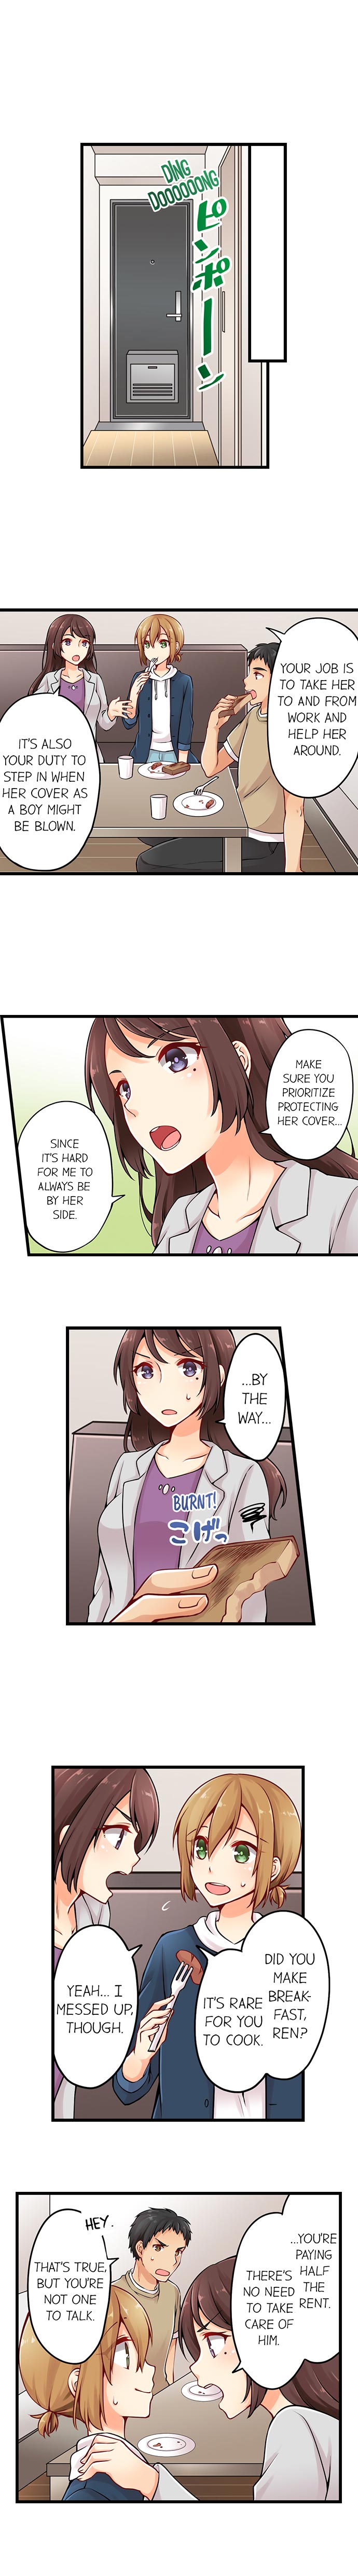 DING
DOOOOOONG
ピンポーン
YOUR JOB IS
TO TAKE HER
TO AND FROM
WORK AND
HELP HER
AROUND.
IT'S ALSO
YOUR DUTY TO
STEP IN WHEN
HER COVER AS
A BOY MIGHT
BE BLOWN.
MAKE
SURE YOU
PRIORITIZE
PROTECTING
HER COVER...
SINCE
IT'S HARD
FOR ME TO
ALWAYS BE
BY HER
SIDE.
...BY
THE
WAY...
BURNT!
こげっ
DID YOU
MAKE
BREAK-
FAST,
REN?
IT'S RARE
FOR YOU
TO COOK.
YEAH... I
MESSED UP,
THOUGH.
...YOU'RE
PAYING
HALF
THE
RENT.
THERE'S
NO NEED
TO TAKE
CARE OF
HIM.
HEY.
THAT'S TRUE,
BUT YOU'RE
NOT ONE
TO TALK.